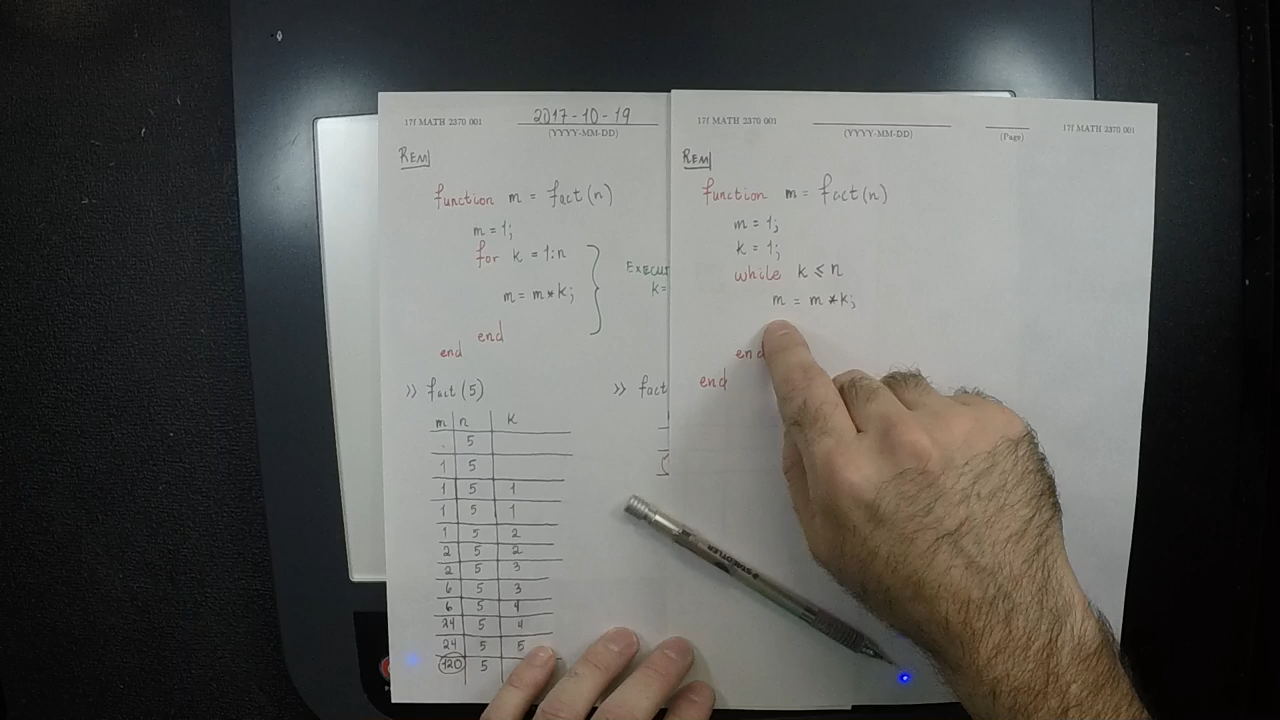 17f MATH 2370 001
2017-10-19
(YYYY-MM-DD)
REM
function m = fact(n)
m = 1;
for k = 1:n
m = m*k;
end
end
>> fact(5)
m n k
. 5
1 5
1 5 1
1 5 1
1 5 2
2 5 2
2 5 3
6 5 3
6 5 4
24 5 4
24 5 5
120 5
k=
>> fact
5
17f MATH 2370 001
(YYYY-MM-DD)
(Page)
17f MATH 2370 001
REM
function m = fact(n)
m = 1;
k = 1;
while k ≤ n
m = m*k;
end
end
STAEDTLER